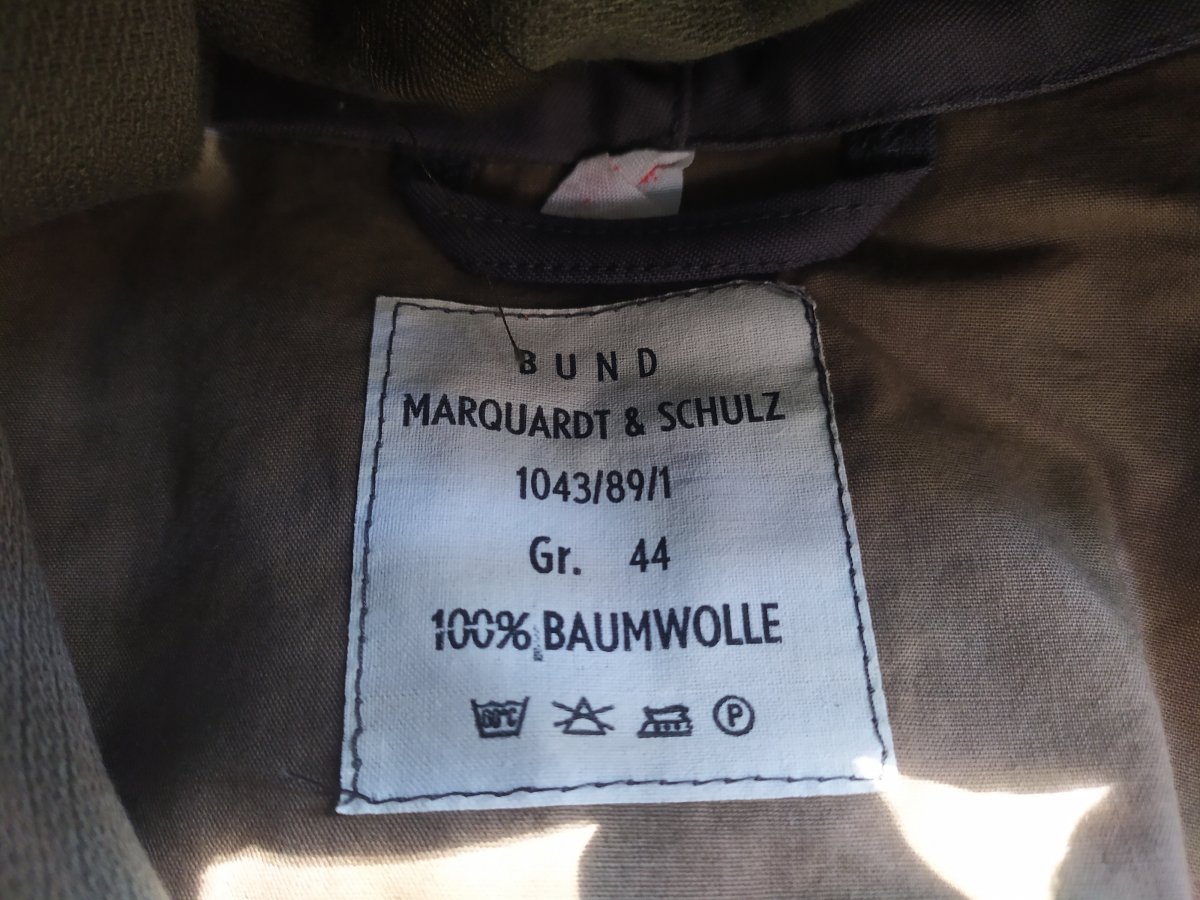 BUND
MARQUARDT & SCHULZ
1043/89/1
Gr. 44
100% BAUMWOLLE
60°C P